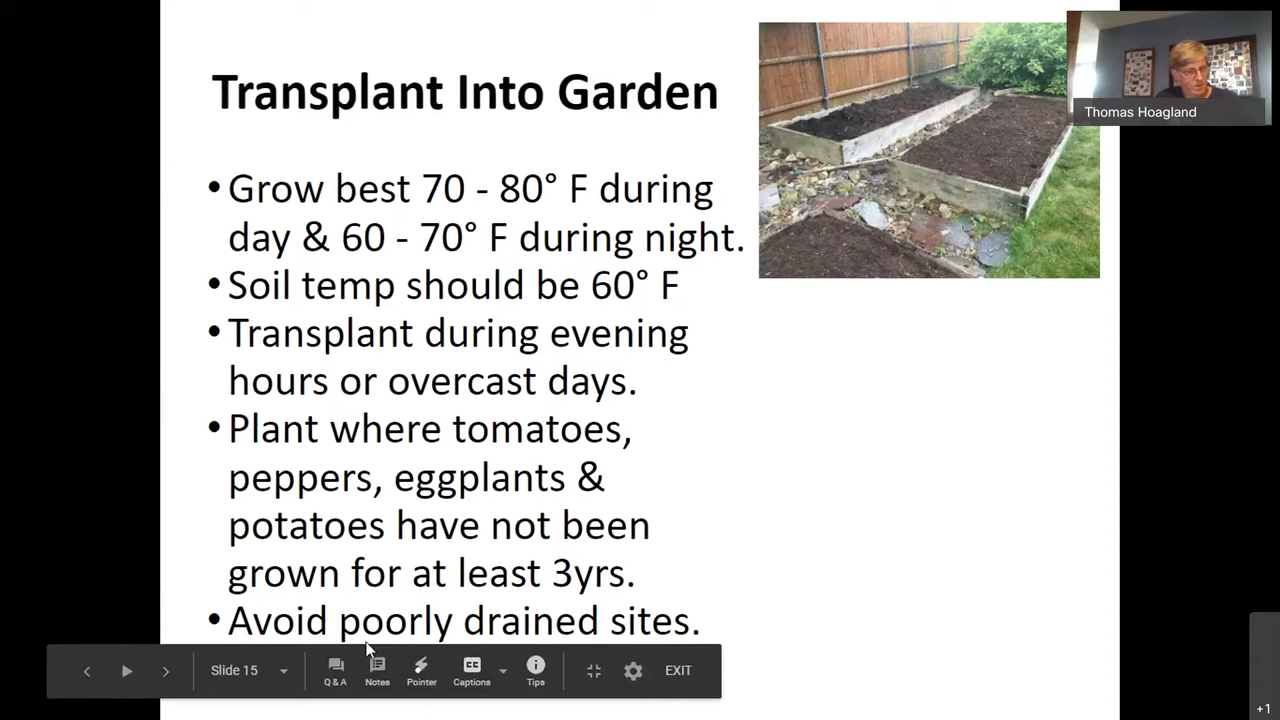 Transplant Into Garden
Thomas Hoagland
• Grow best 70 - 80° F during
day & 60 - 70° F during night.
• Soil temp should be 60° F
• Transplant during evening
hours or overcast days.
• Plant where tomatoes,
peppers, eggplants &
potatoes have not been
grown for at least 3yrs.
• Avoid poorly drained sites.
Slide 15
Q & A
Notes
Pointer
CC
Captions
Tips
EXIT
+1